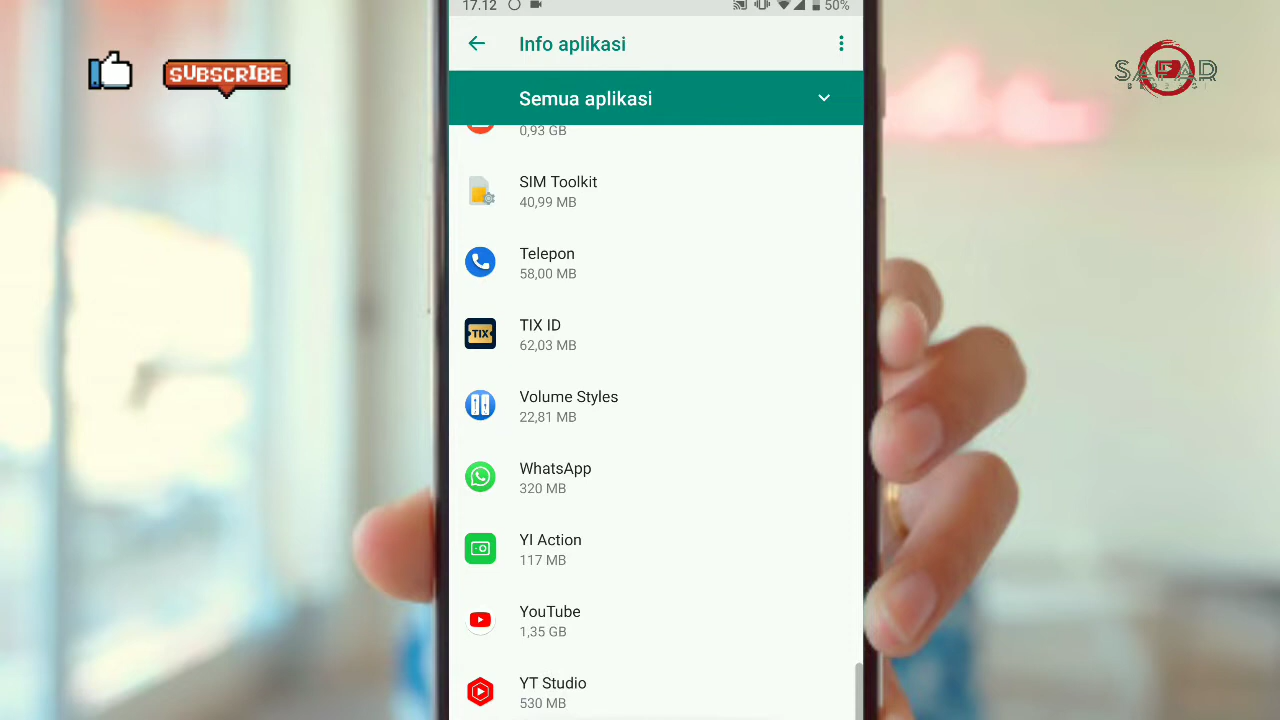 17.12
50%
Info aplikasi
SUBSCRIBE
SAFAR
Semua aplikasi
0,93 GB
SIM Toolkit
40,99 MB
Telepon
58,00 MB
TIX
TIX ID
62,03 MB
Volume Styles
22,81 MB
WhatsApp
320 MB
YI Action
117 MB
YouTube
1,35 GB
YT Studio
530 MB